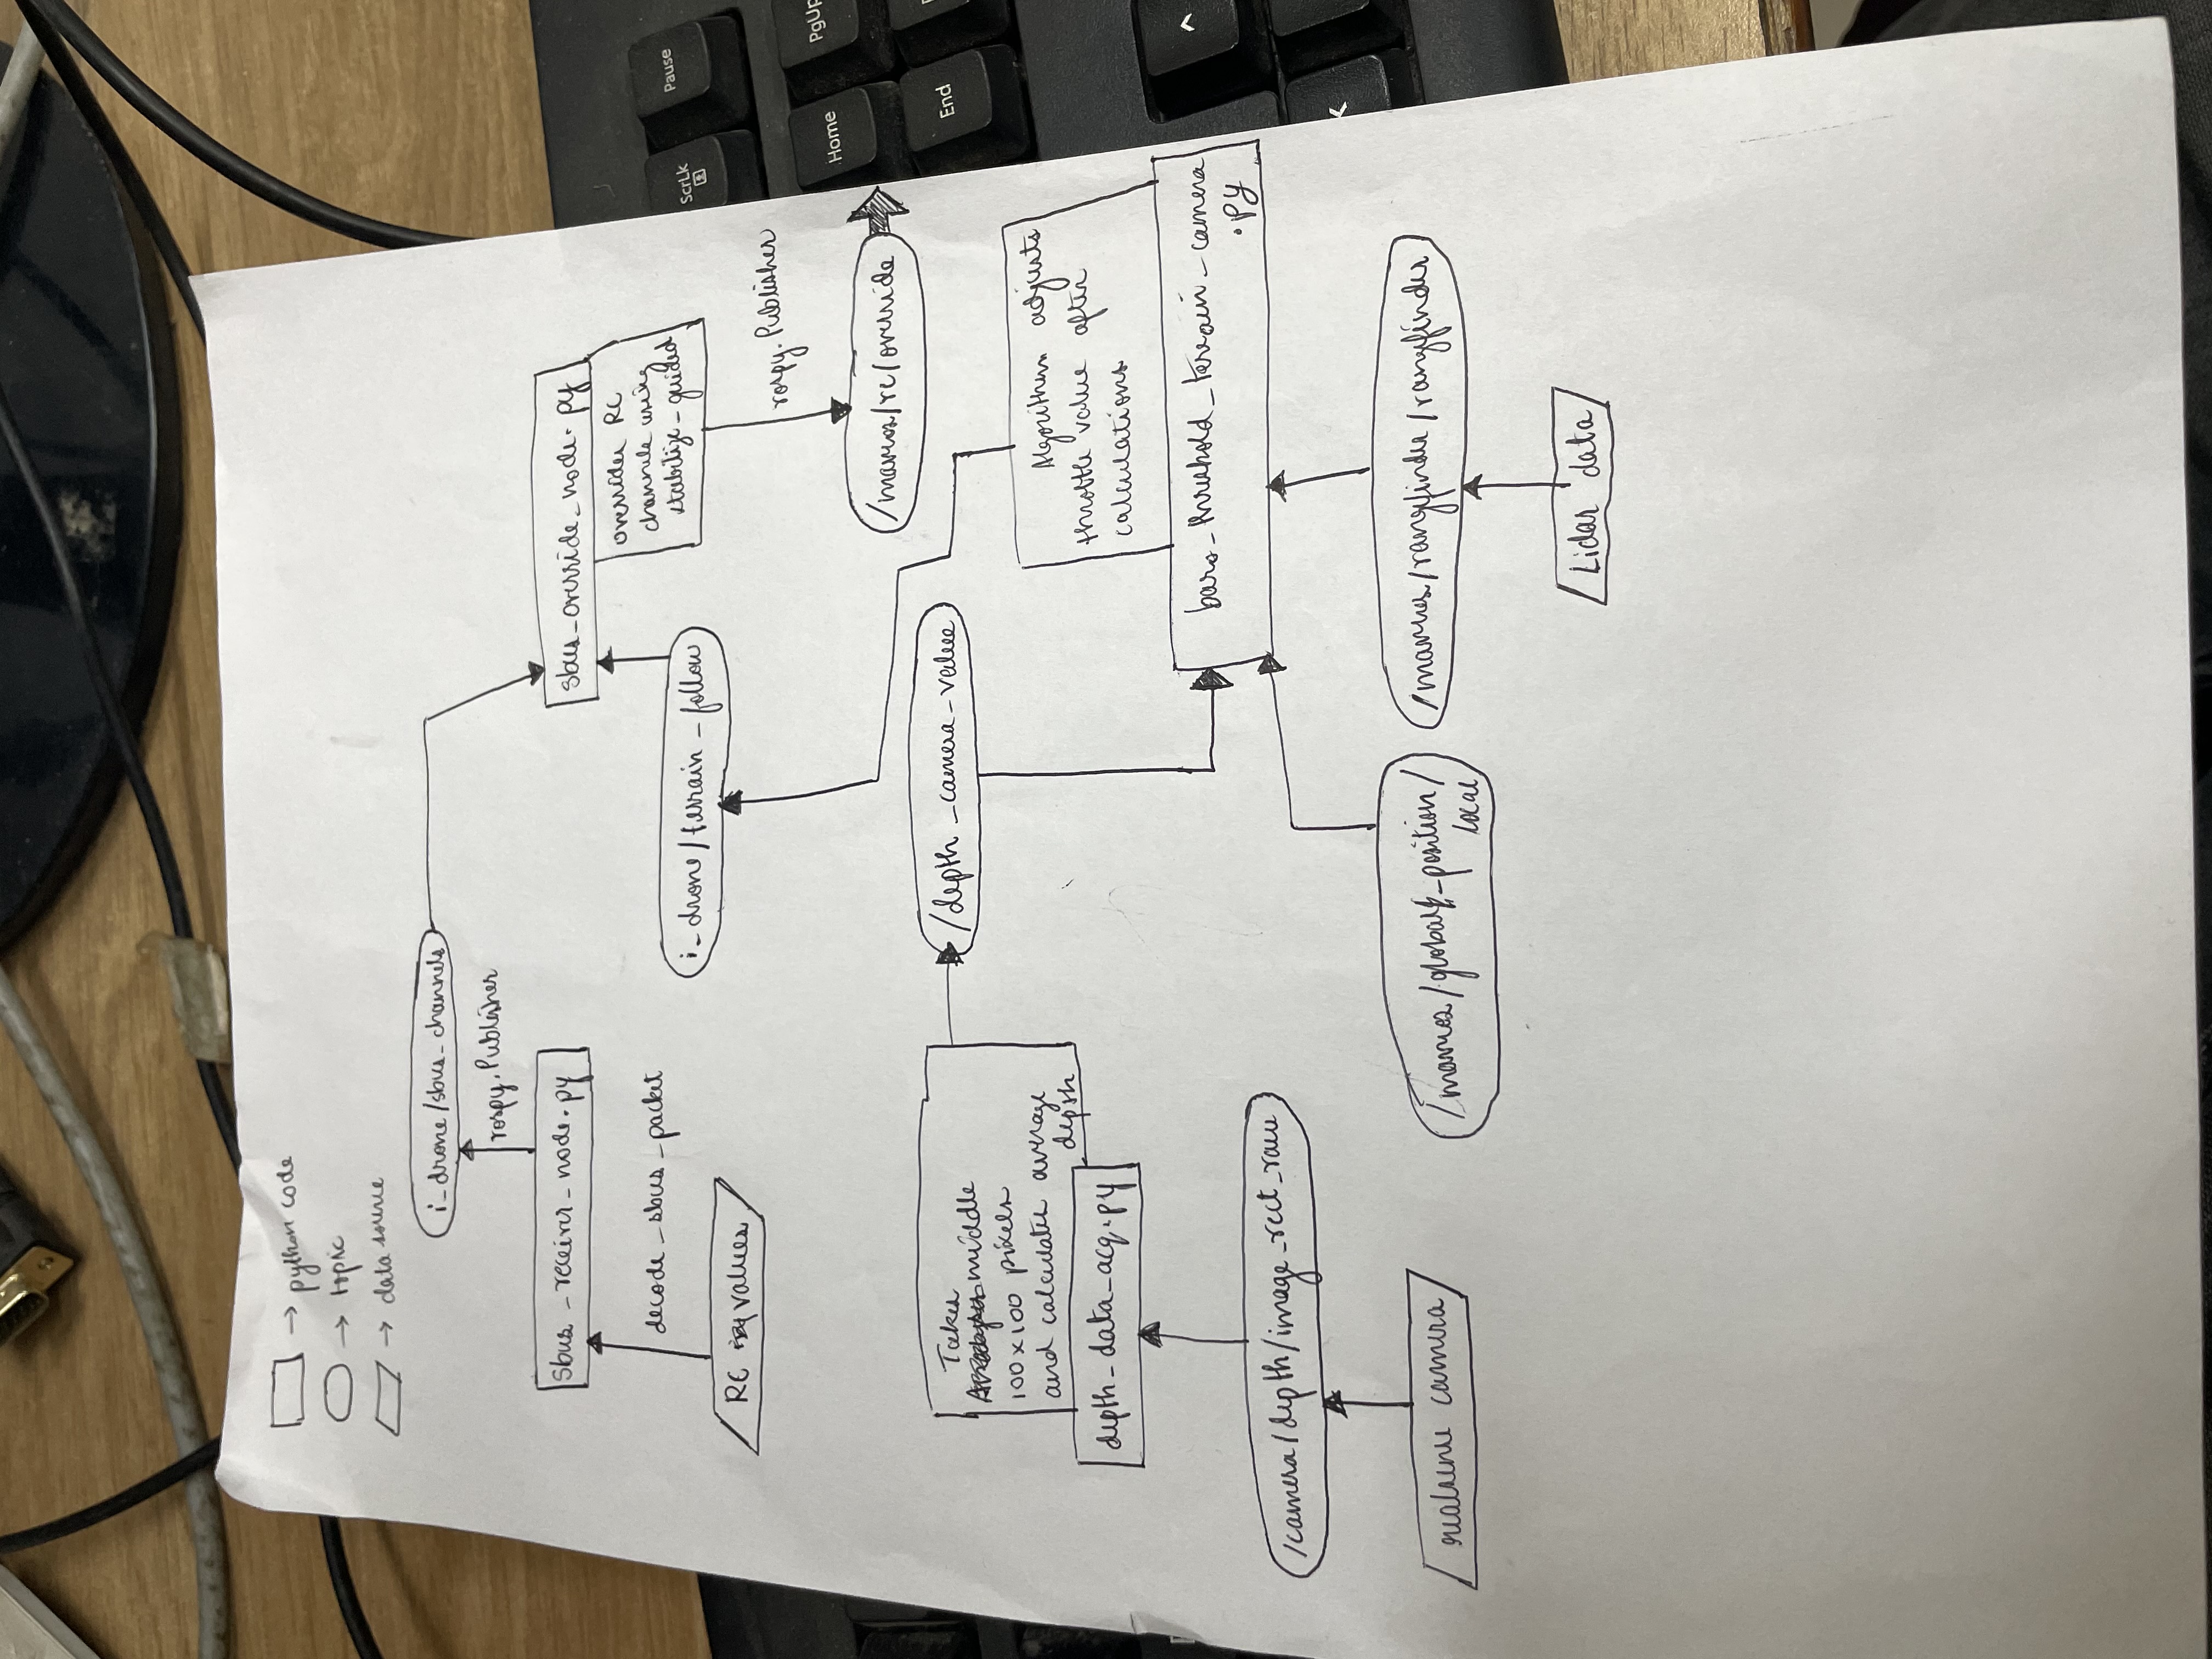 → python code
→ topic
→ data source
i_drone/sbus_channels
rospy.Publisher
sbus_receiver_node.py
sbus_override_node.py
overrides RC
channels using
stabilize_guided
decode_sbus_packet
i_drone/terrain_follow
RC values
rospy.Publisher
/mavros/rc/override
Takes
middle
100x100 pixels
and calculates average
depth
/depth_camera_value
depth_data_acq.py
Algorithm adjusts
throttle value after
calculations
baro_threshold_terrain_camera
.py
/camera/depth/image_rect_raw
realsense camera
/mavros/global_position/
local
/mavros/rangefinder/rangefinder
Lidar data
ScrLk
Pause
Home
PgUp
End